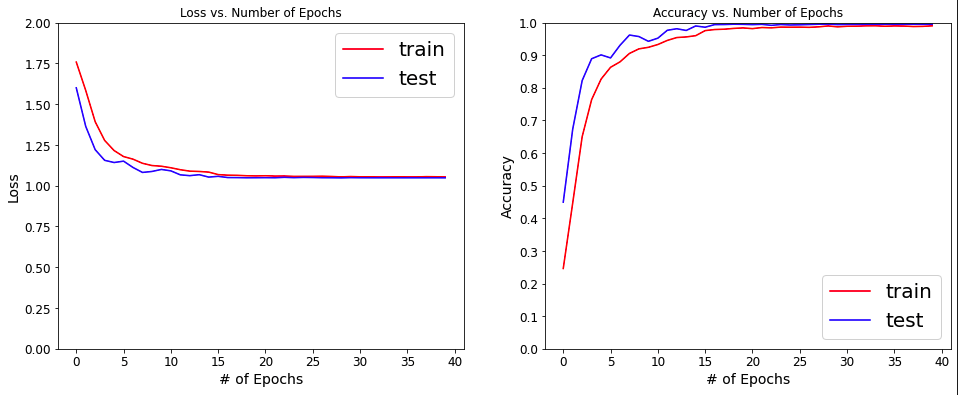 Loss vs. Number of Epochs
2.00
1.75
1.50
1.25
1.00
0.75
0.50
0.25
0.00
Loss
0 5 10 15 20 25 30 35 40
# of Epochs
train
test
Accuracy vs. Number of Epochs
1.0
0.9
0.8
0.7
0.6
0.5
0.4
0.3
0.2
0.1
0.0
Accuracy
0 5 10 15 20 25 30 35 40
# of Epochs
train
test